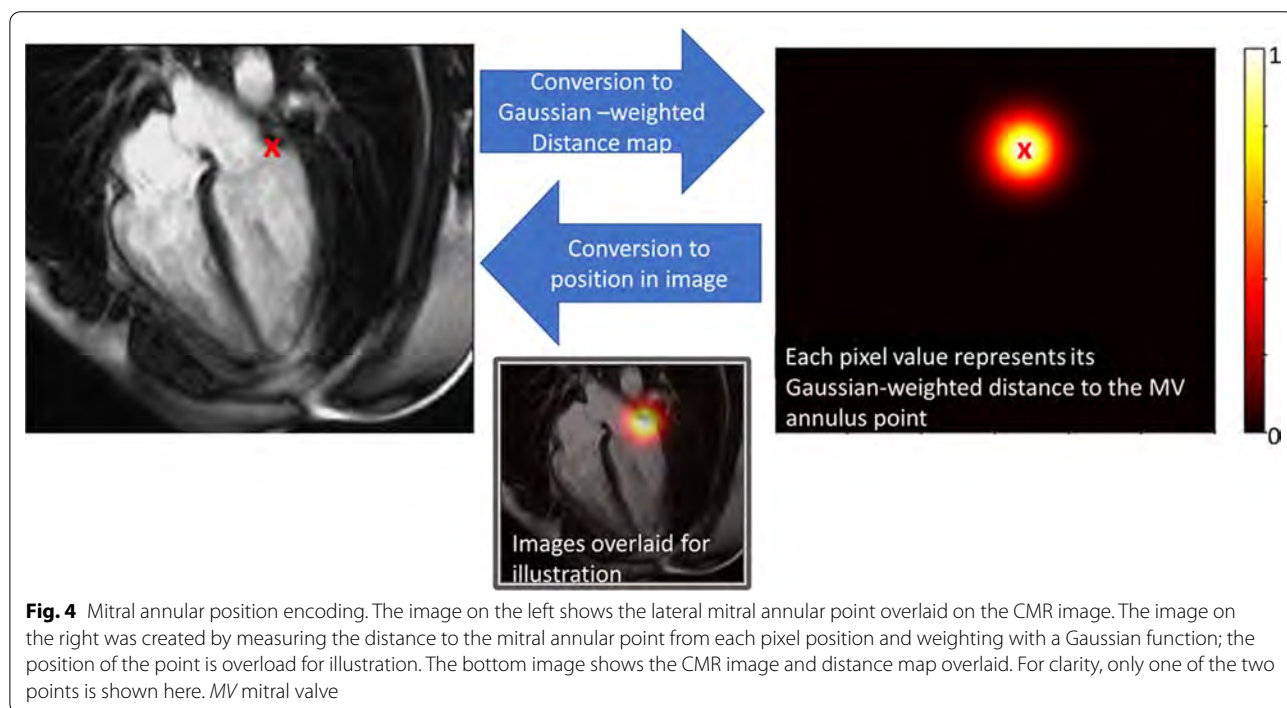 Conversion to
Gaussian –weighted
Distance map
X
X
1
Conversion to
position in image
Each pixel value represents its
Gaussian-weighted distance to the MV
annulus point
0
Images overlaid for
illustration
Fig. 4 Mitral annular position encoding. The image on the left shows the lateral mitral annular point overlaid on the CMR image. The image on
the right was created by measuring the distance to the mitral annular point from each pixel position and weighting with a Gaussian function; the
position of the point is overload for illustration. The bottom image shows the CMR image and distance map overlaid. For clarity, only one of the two
points is shown here. MV mitral valve